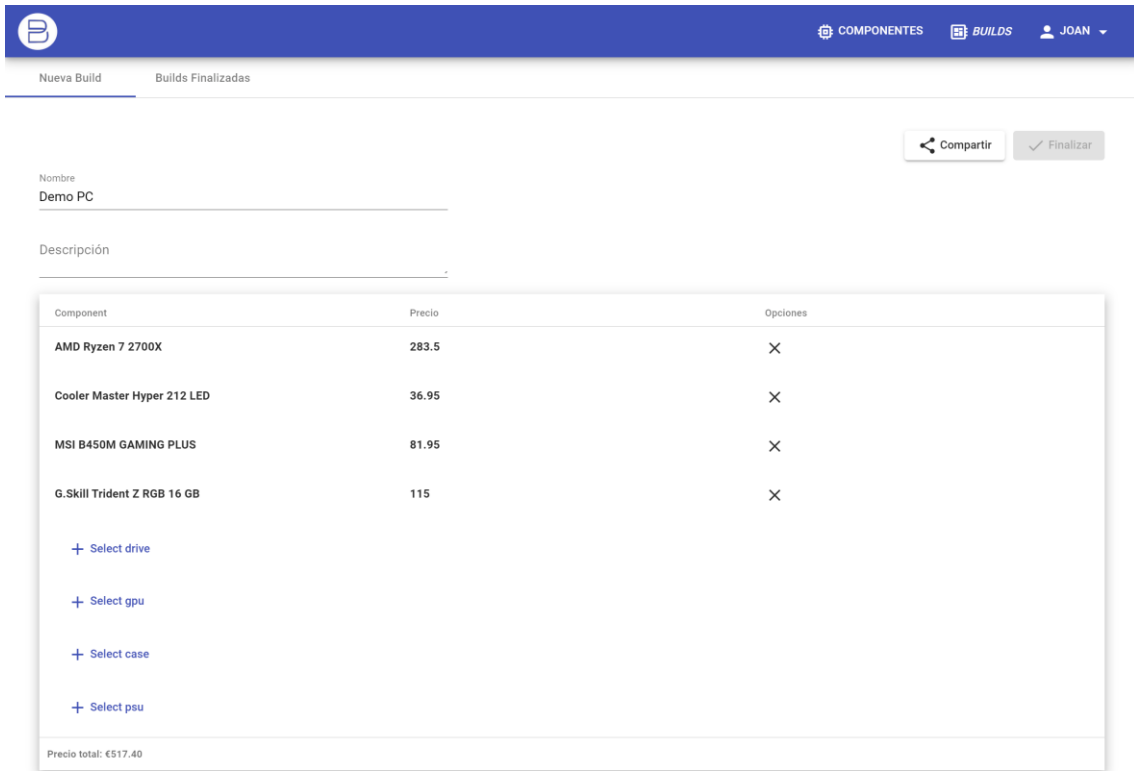 B COMPONENTES BUILDS JOAN
Nueva Build Builds Finalizadas
Compartir Finalizar
Nombre
Demo PC
Descripción
Component Precio Opciones
AMD Ryzen 7 2700X 283.5
Cooler Master Hyper 212 LED 36.95
MSI B450M GAMING PLUS 81.95
G.Skill Trident Z RGB 16 GB 115
Select drive
Select gpu
Select case
Select psu
Precio total: €517.40